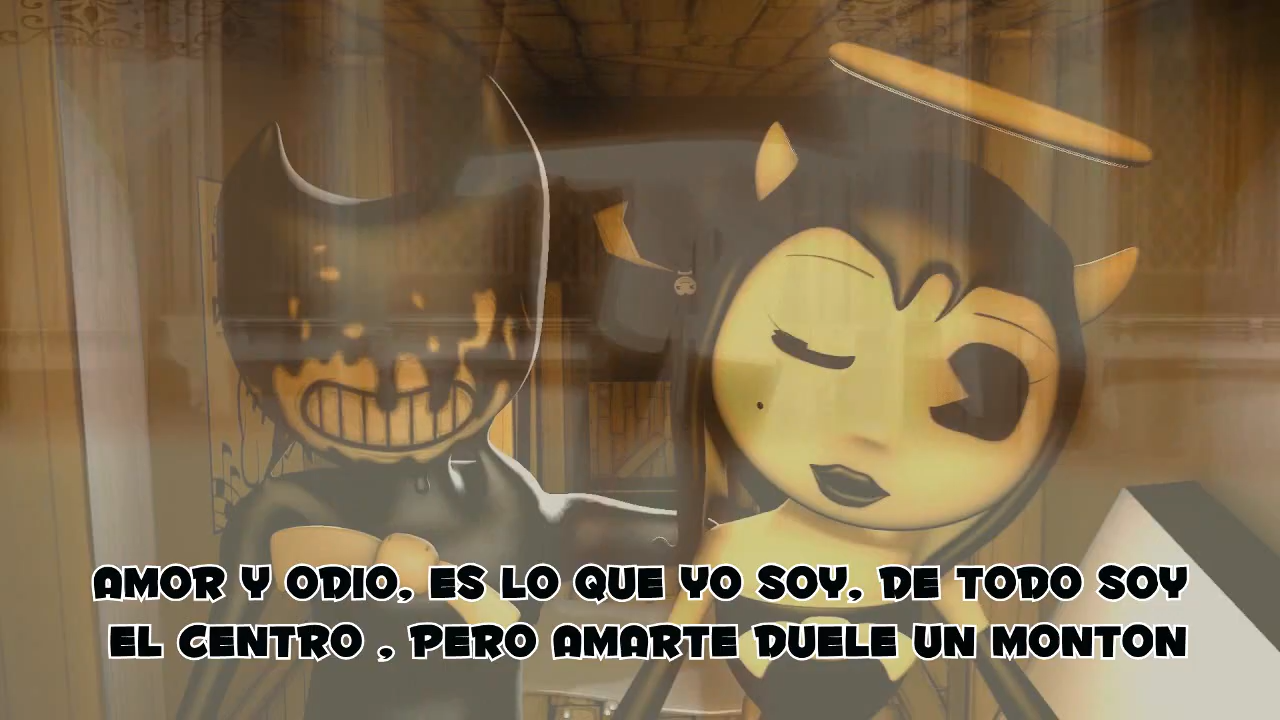 AMOR Y ODIO, ES LO QUE YO SOY, DE TODO SOY
EL CENTRO , PERO AMARTE DUELE UN MONTON